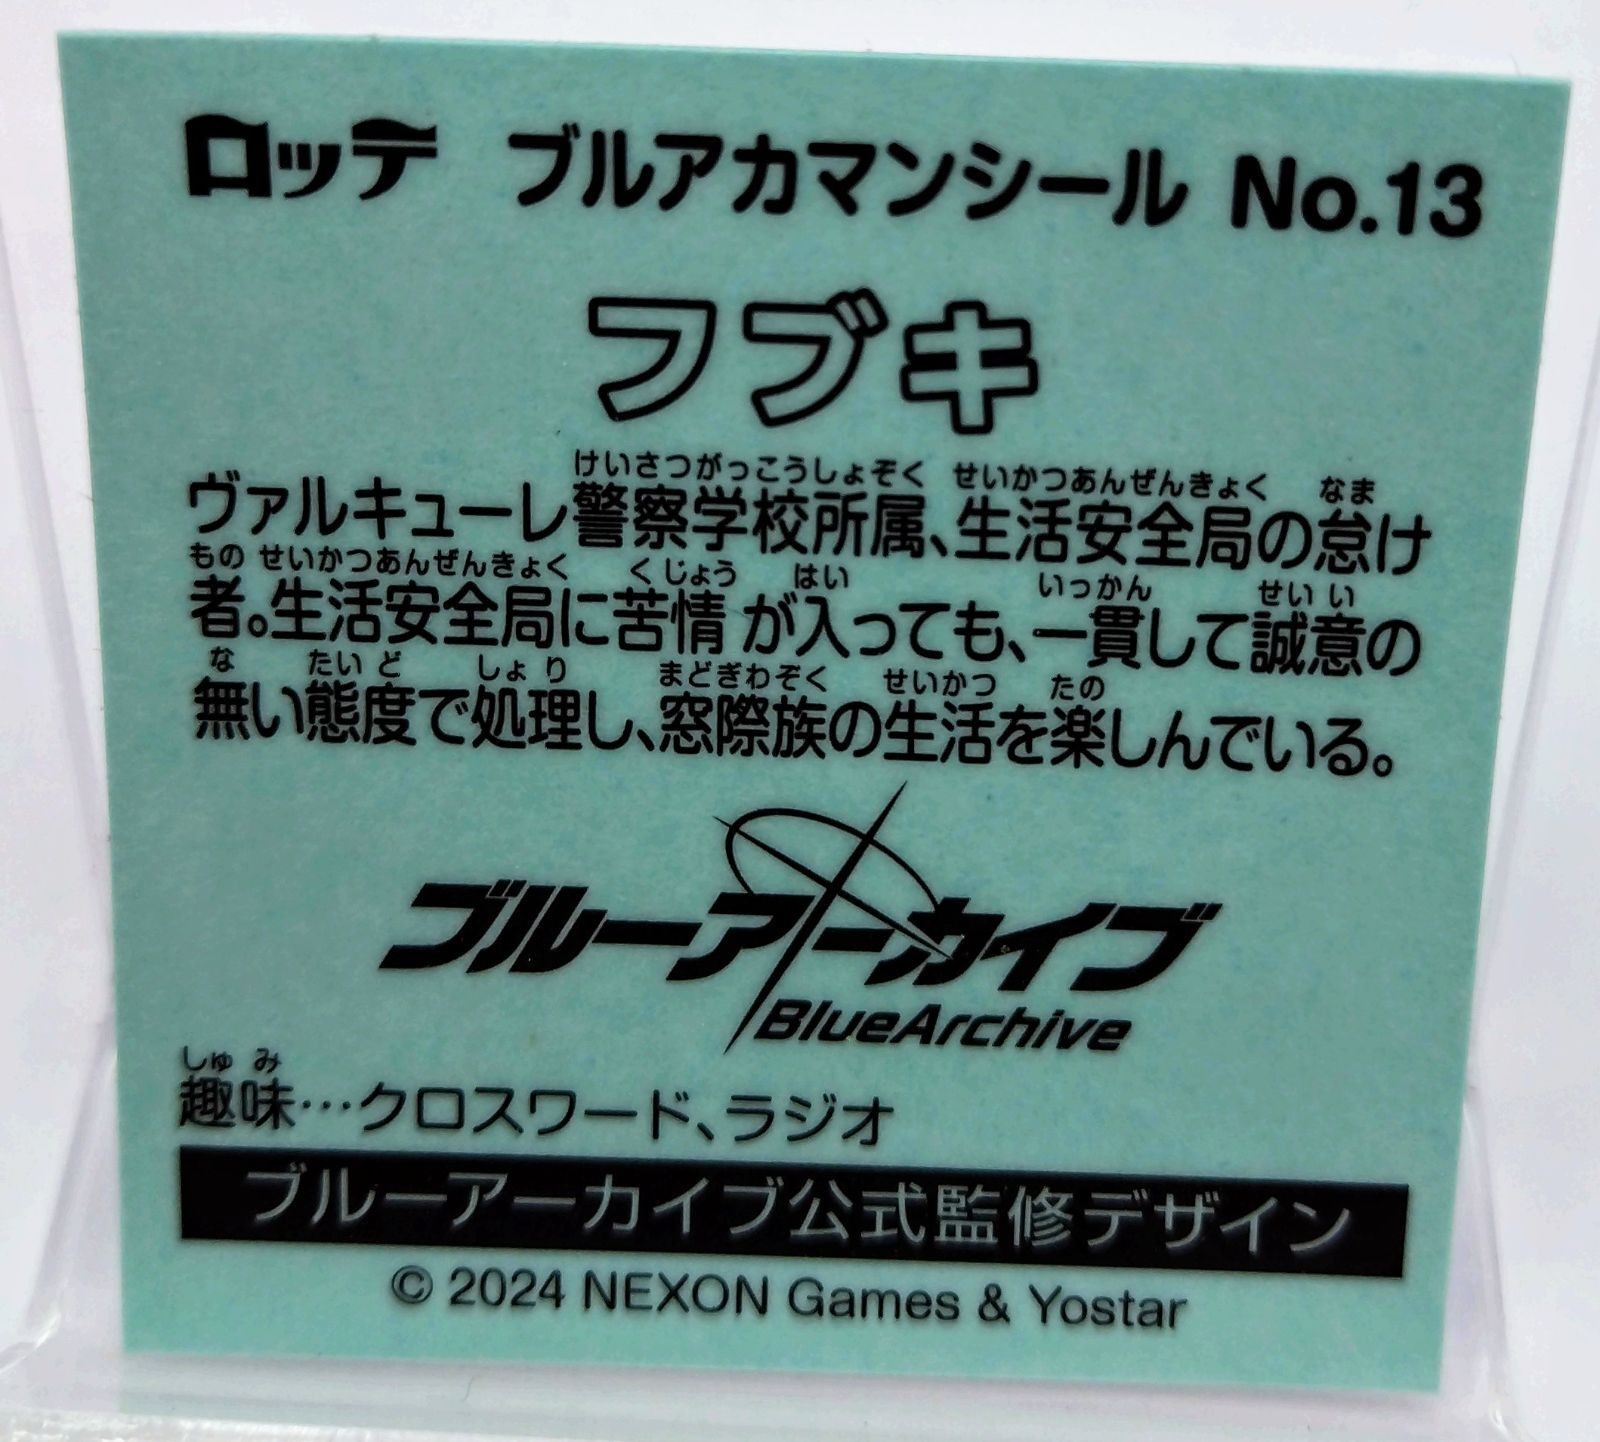 ロッテ ブルアカマンシール No.13
フブキ
けいさつがっこうしょぞく せいかつあんぜんきょく なま
ヴァルキューレ警察学校所属、生活安全局の怠け
もの せいかつあんぜんきょく くじょう はい いっかん せいい
者。生活安全局に苦情が入っても、一貫して誠意の
な たいど しょり まどぎわぞく せいかつ たの
無い態度で処理し、窓際族の生活を楽しんでいる。
ブルーアーカイブ
BlueArchive
しゅみ
趣味…クロスワード、ラジオ
ブルーアーカイブ公式監修デザイン
© 2024 NEXON Games & Yostar